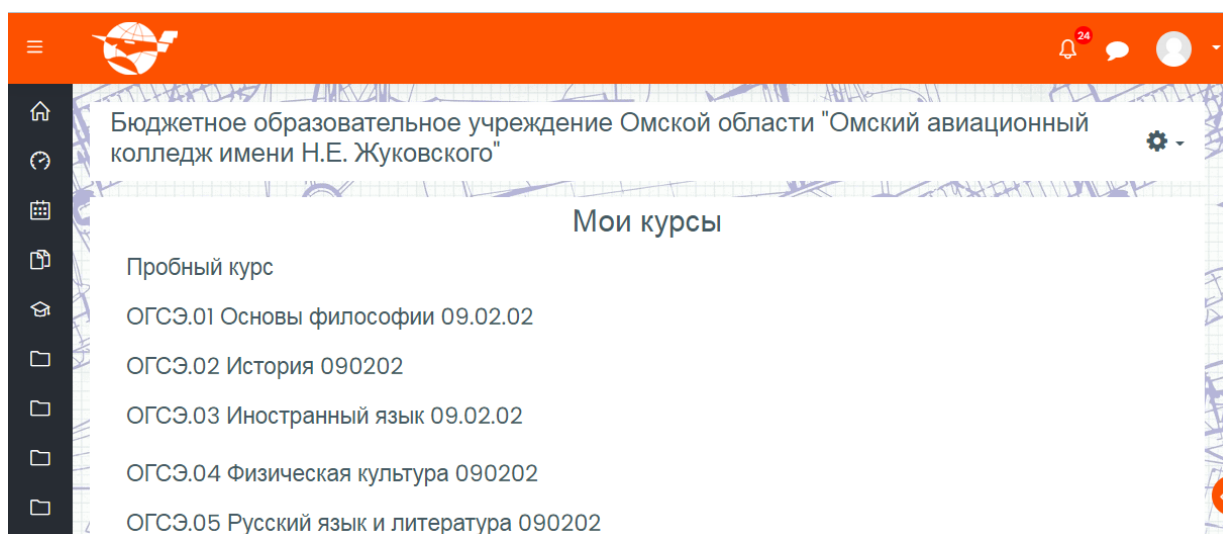 24
Бюджетное образовательное учреждение Омской области "Омский авиационный
колледж имени Н.Е. Жуковского"
Мои курсы
Пробный курс
ОГСЭ.01 Основы философии 09.02.02
ОГСЭ.02 История 090202
ОГСЭ.03 Иностранный язык 09.02.02
ОГСЭ.04 Физическая культура 090202
ОГСЭ.05 Русский язык и литература 090202